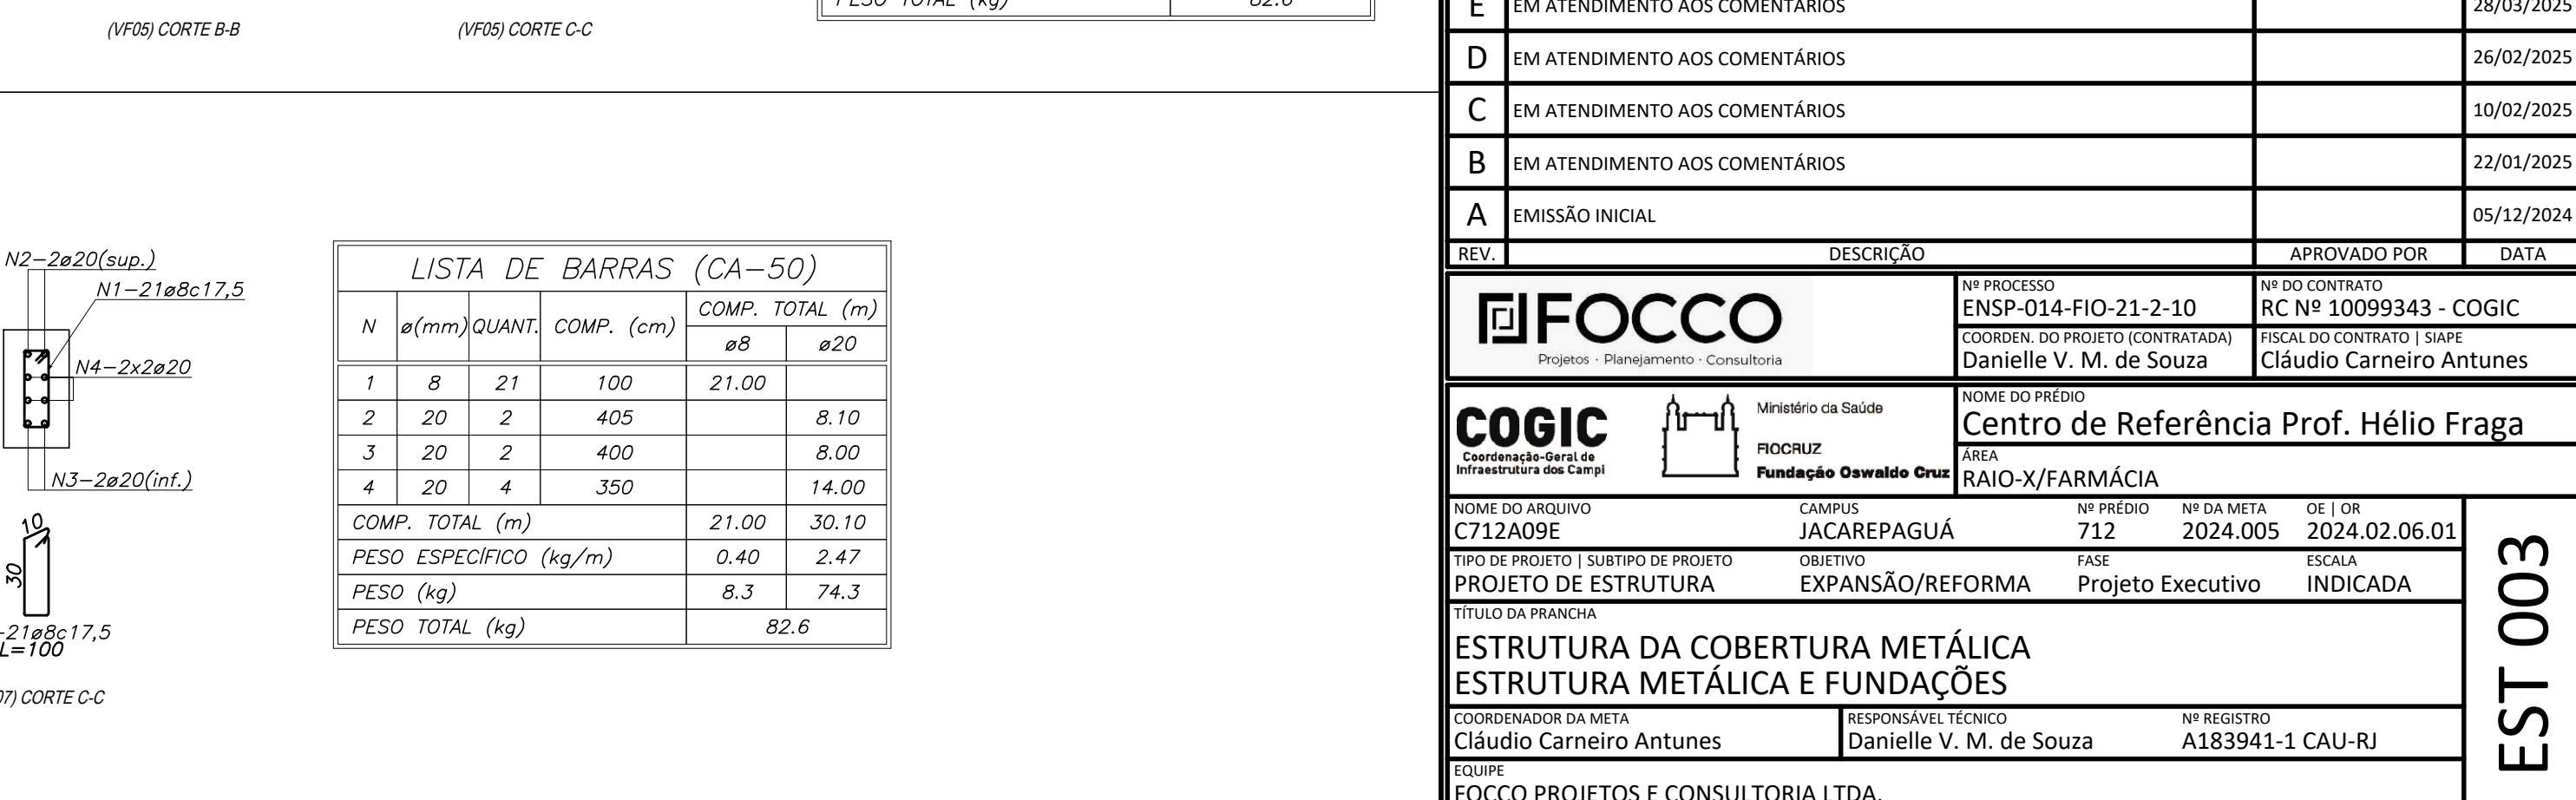 PESO TOTAL (kg) 82.6
(VF05) CORTE B-B
(VF05) CORTE C-C
N2-2ø20(sup.)
N1-21ø8c17,5
N4-2x2ø20
N3-2ø20(inf.)
10
30
-21ø8c17,5
L=100
07) CORTE C-C
LISTA DE BARRAS (CA-50)
N ø(mm) QUANT. COMP. (cm) COMP. TOTAL (m)
ø8 ø20
1 8 21 100 21.00
2 20 2 405 8.10
3 20 2 400 8.00
4 20 4 350 14.00
COMP. TOTAL (m) 21.00 30.10
PESO ESPECÍFICO (kg/m) 0.40 2.47
PESO (kg) 8.3 74.3
PESO TOTAL (kg) 82.6
E EM ATENDIMENTO AOS COMENTÁRIOS 28/03/2025
D EM ATENDIMENTO AOS COMENTÁRIOS 26/02/2025
C EM ATENDIMENTO AOS COMENTÁRIOS 10/02/2025
B EM ATENDIMENTO AOS COMENTÁRIOS 22/01/2025
A EMISSÃO INICIAL 05/12/2024
REV. DESCRIÇÃO APROVADO POR DATA
FOCCO
Projetos · Planejamento · Consultoria
Nº PROCESSO
ENSP-014-FIO-21-2-10
Nº DO CONTRATO
RC Nº 10099343 - COGIC
COORDEN. DO PROJETO (CONTRATADA)
Danielle V. M. de Souza
FISCAL DO CONTRATO | SIAPE
Cláudio Carneiro Antunes
COGIC
Coordenação-Geral de
Infraestrutura dos Campi
Ministério da Saúde
FIOCRUZ
Fundação Oswaldo Cruz
NOME DO PRÉDIO
Centro de Referência Prof. Hélio Fraga
ÁREA
RAIO-X/FARMÁCIA
NOME DO ARQUIVO CAMPUS Nº PRÉDIO Nº DA META OE | OR
C712A09E JACAREPAGUÁ 712 2024.005 2024.02.06.01
TIPO DE PROJETO | SUBTIPO DE PROJETO OBJETIVO FASE ESCALA
PROJETO DE ESTRUTURA EXPANSÃO/REFORMA Projeto Executivo INDICADA
TÍTULO DA PRANCHA
ESTRUTURA DA COBERTURA METÁLICA
ESTRUTURA METÁLICA E FUNDAÇÕES
COORDENADOR DA META RESPONSÁVEL TÉCNICO Nº REGISTRO
Cláudio Carneiro Antunes Danielle V. M. de Souza A183941-1 CAU-RJ
EQUIPE
FOCCO PROJETOS E CONSULTORIA LTDA.
EST 003